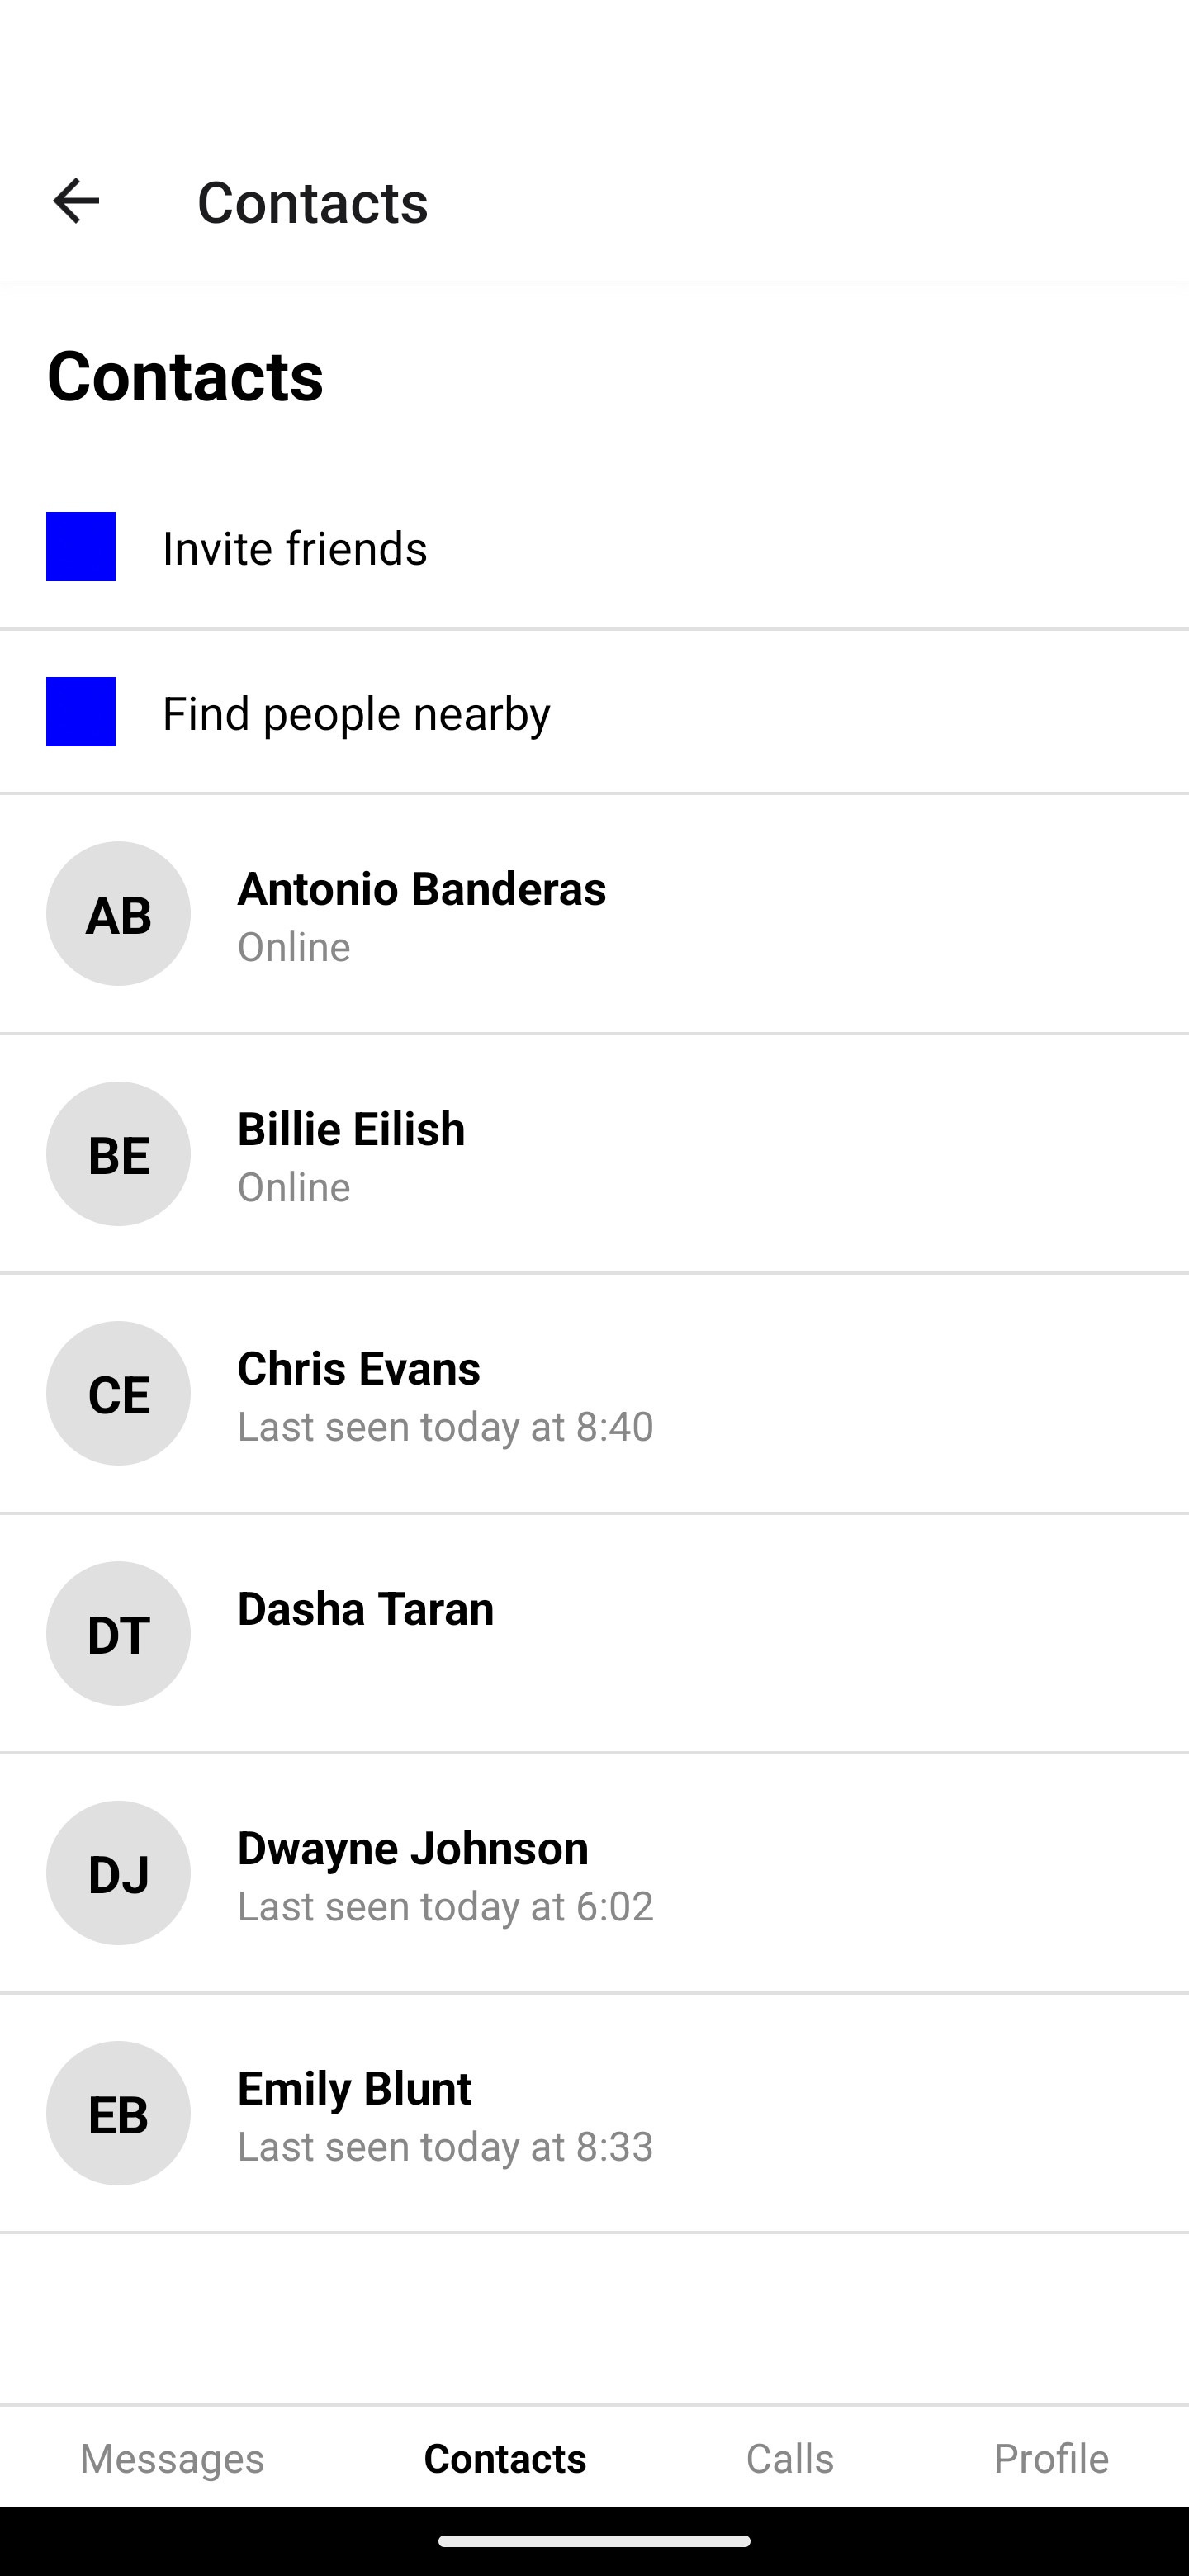 Contacts
Contacts
Invite friends
Find people nearby
AB
Antonio Banderas
Online
BE
Billie Eilish
Online
CE
Chris Evans
Last seen today at 8:40
DT
Dasha Taran
DJ
Dwayne Johnson
Last seen today at 6:02
EB
Emily Blunt
Last seen today at 8:33
Messages Contacts Calls Profile